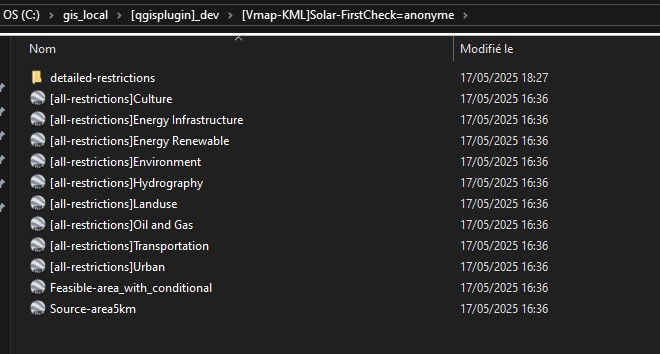 OS (C:) > gis_local > [qgisplugin]_dev > [Vmap-KML]Solar-FirstCheck=anonyme >
Nom Modifié le
detailed-restrictions 17/05/2025 18:27
[all-restrictions]Culture 17/05/2025 16:36
[all-restrictions]Energy Infrastructure 17/05/2025 16:36
[all-restrictions]Energy Renewable 17/05/2025 16:36
[all-restrictions]Environment 17/05/2025 16:36
[all-restrictions]Hydrography 17/05/2025 16:36
[all-restrictions]Landuse 17/05/2025 16:36
[all-restrictions]Oil and Gas 17/05/2025 16:36
[all-restrictions]Transportation 17/05/2025 16:36
[all-restrictions]Urban 17/05/2025 16:36
Feasible-area_with_conditional 17/05/2025 16:36
Source-area5km 17/05/2025 16:36